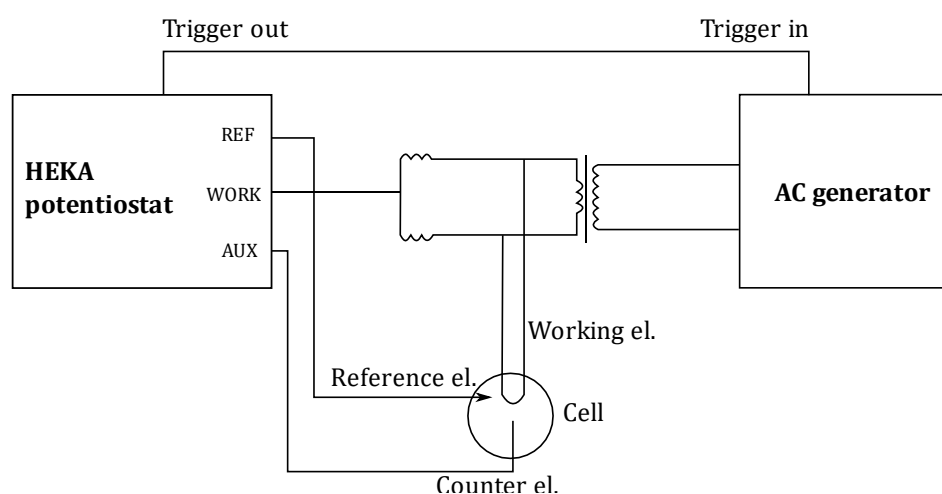 Trigger out
Trigger in
REF
HEKA
potentiostat
WORK
AUX
AC generator
Working el.
Reference el.
Cell
Counter el.